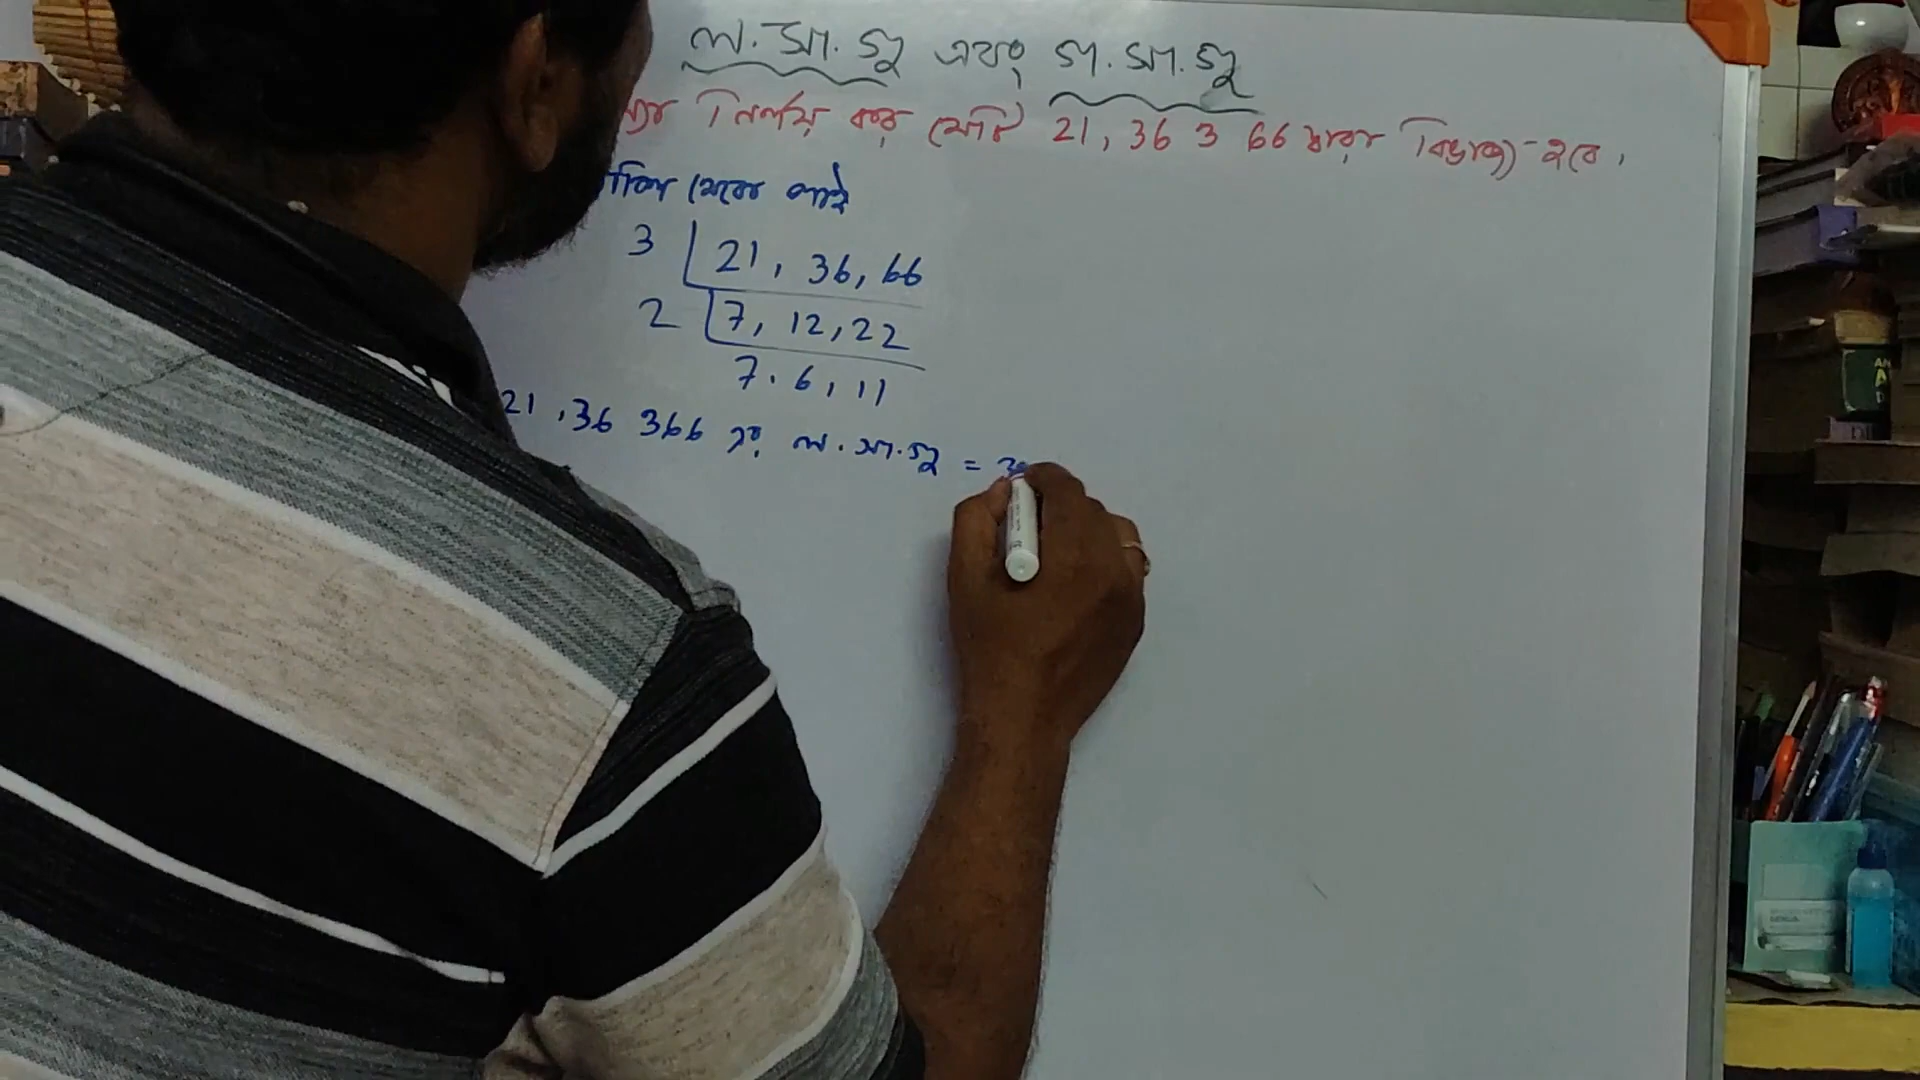 ল.সা.গু এবং গ.সা.গু
নির্ণয় কর যেটি 21, 36 ও 66 দ্বারা বিভাজ্য হবে।
থেকে পাই
3 21, 36, 66
2 7, 12, 22
7. 6, 11
21, 36 ও 66 এর ল.সা.গু = 3